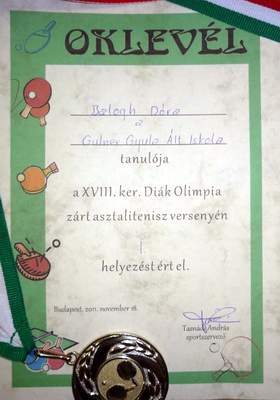 OKLEVÉL
Balogh Dóra
a
Gulner Gyula Ált. Iskola
tanulója
a XVIII. ker. Diák Olimpia
zárt asztalitenisz versenyén
I
helyezést ért el.
Budapest, 2011. november 18.
Tamás András
sportszervező